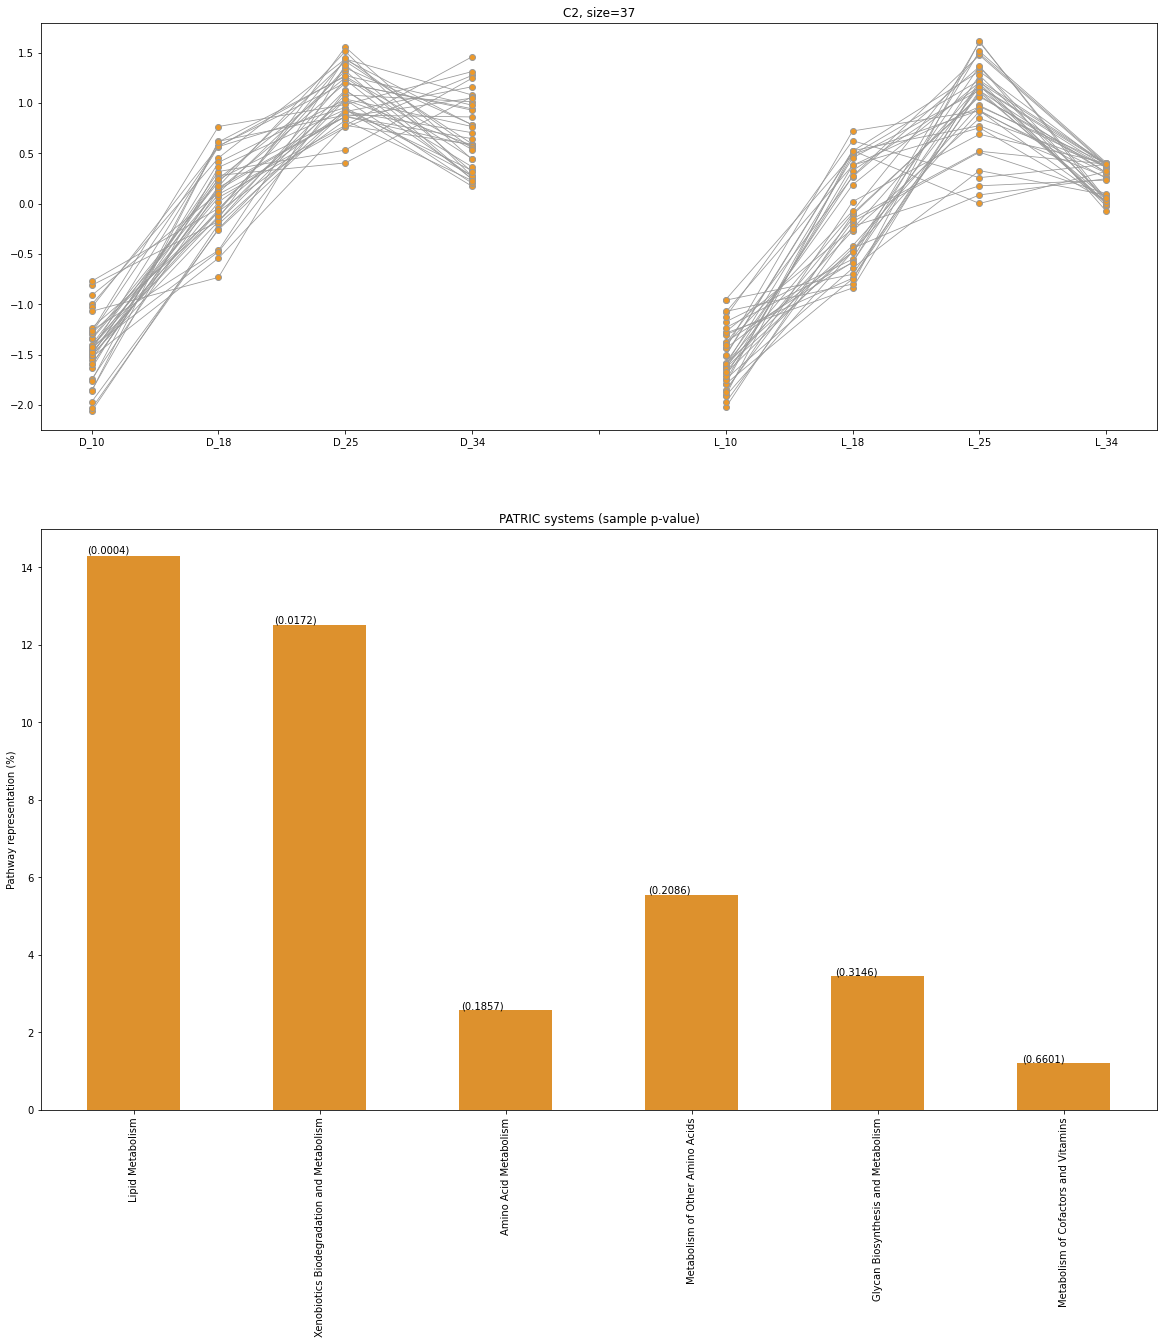 C2, size=37
1.5
1.0
0.5
0.0
−0.5
−1.0
−1.5
−2.0
D_10 D_18 D_25 D_34 L_10 L_18 L_25 L_34
PATRIC systems (sample p-value)
Pathway representation (%)
14
12
10
8
6
4
2
0
(0.0004)
(0.0172)
(0.1857)
(0.2086)
(0.3146)
(0.6601)
Lipid Metabolism
Xenobiotics Biodegradation and Metabolism
Amino Acid Metabolism
Metabolism of Other Amino Acids
Glycan Biosynthesis and Metabolism
Metabolism of Cofactors and Vitamins